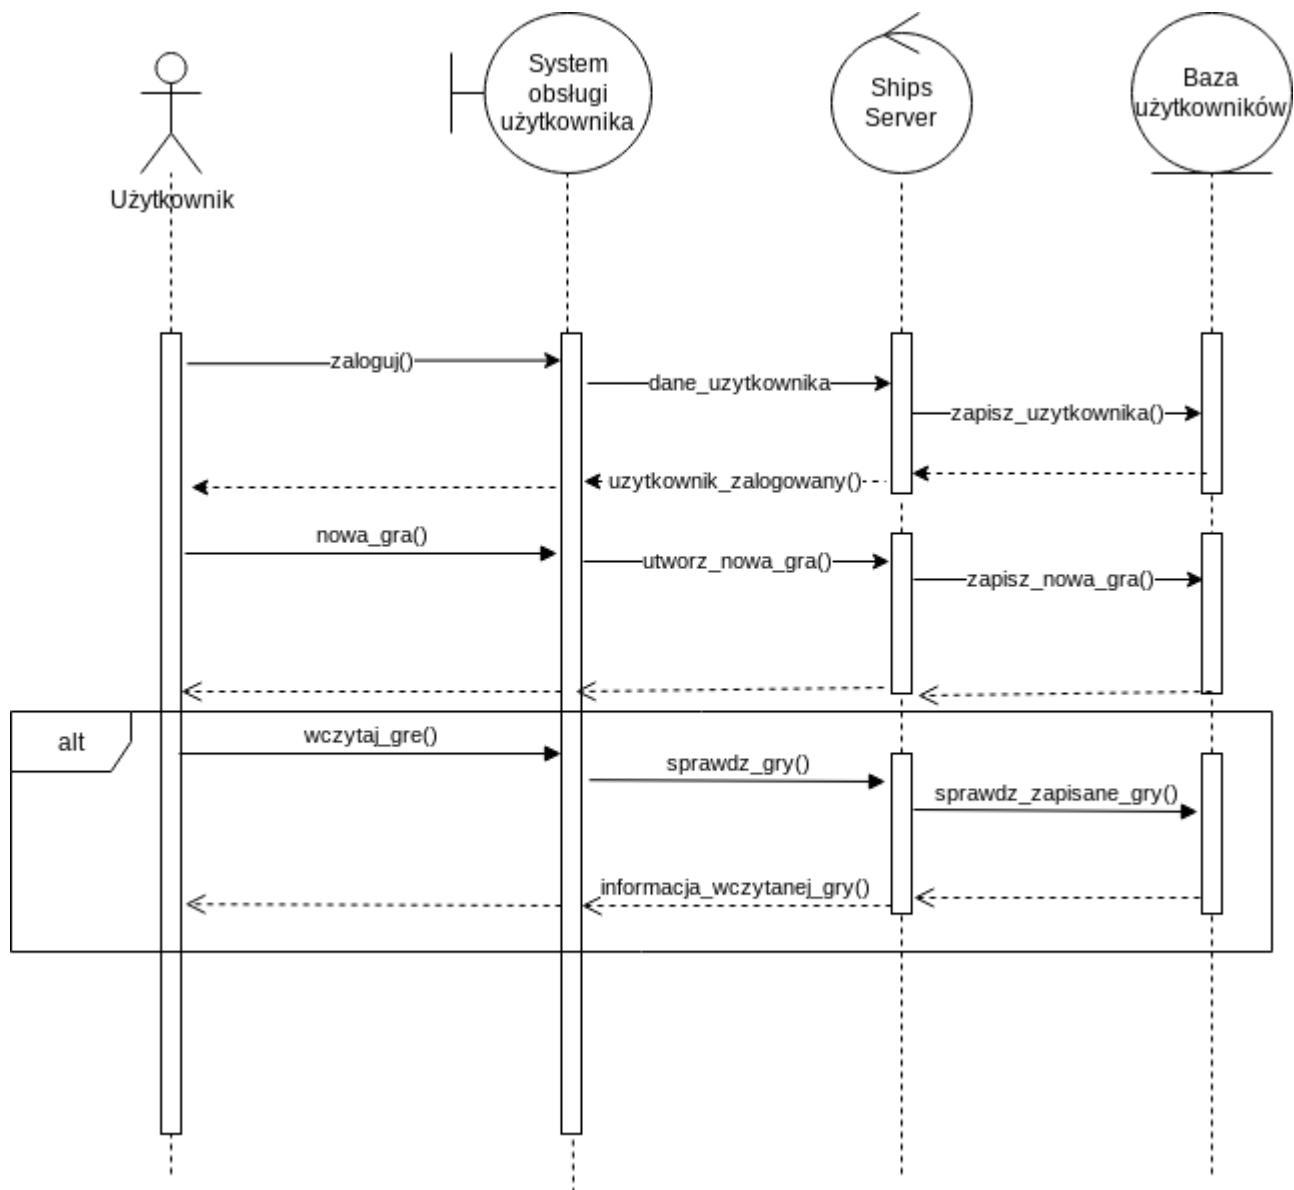 System
obsługi
użytkownika
Ships
Server
Baza
użytkowników
Użytkownik
zaloguj()
dane_uzytkownika
zapisz_uzytkownika()
uzytkownik_zalogowany()
nowa_gra()
utworz_nowa_gra()
zapisz_nowa_gra()
alt
wczytaj_gre()
sprawdz_gry()
sprawdz_zapisane_gry()
informacja_wczytanej_gry()